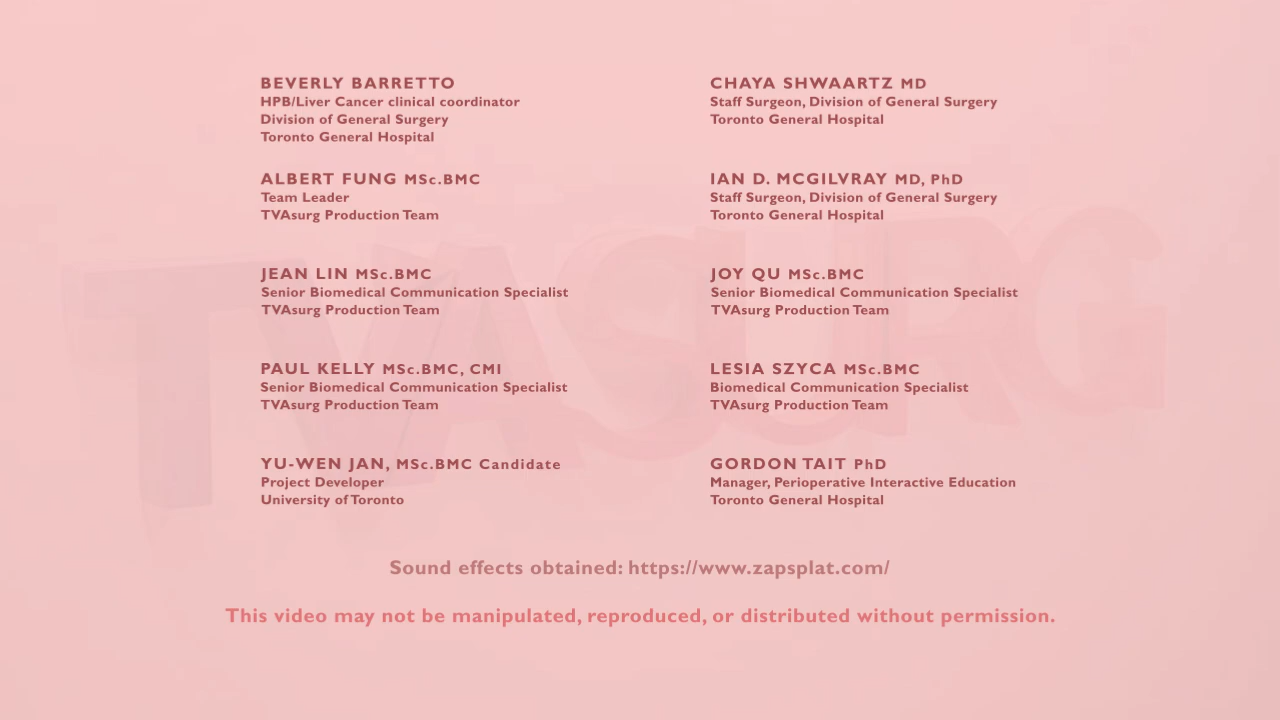 BEVERLY BARRETTO
HPB/Liver Cancer clinical coordinator
Division of General Surgery
Toronto General Hospital
CHAYA SHWAARTZ MD
Staff Surgeon, Division of General Surgery
Toronto General Hospital
ALBERT FUNG MSc.BMC
Team Leader
TVAsurg Production Team
IAN D. MCGILVRAY MD, PhD
Staff Surgeon, Division of General Surgery
Toronto General Hospital
JEAN LIN MSc.BMC
Senior Biomedical Communication Specialist
TVAsurg Production Team
JOY QU MSc.BMC
Senior Biomedical Communication Specialist
TVAsurg Production Team
PAUL KELLY MSc.BMC, CMI
Senior Biomedical Communication Specialist
TVAsurg Production Team
LESIA SZYCA MSc.BMC
Biomedical Communication Specialist
TVAsurg Production Team
YU-WEN JAN, MSc.BMC Candidate
Project Developer
University of Toronto
GORDON TAIT PhD
Manager, Perioperative Interactive Education
Toronto General Hospital
Sound effects obtained: https://www.zapsplat.com/
This video may not be manipulated, reproduced, or distributed without permission.
TVASURG